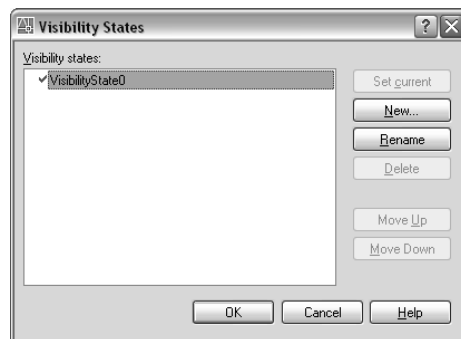 Visibility States
Visibility states:
VisibilityState0
Set current
New...
Rename
Delete
Move Up
Move Down
OK
Cancel
Help